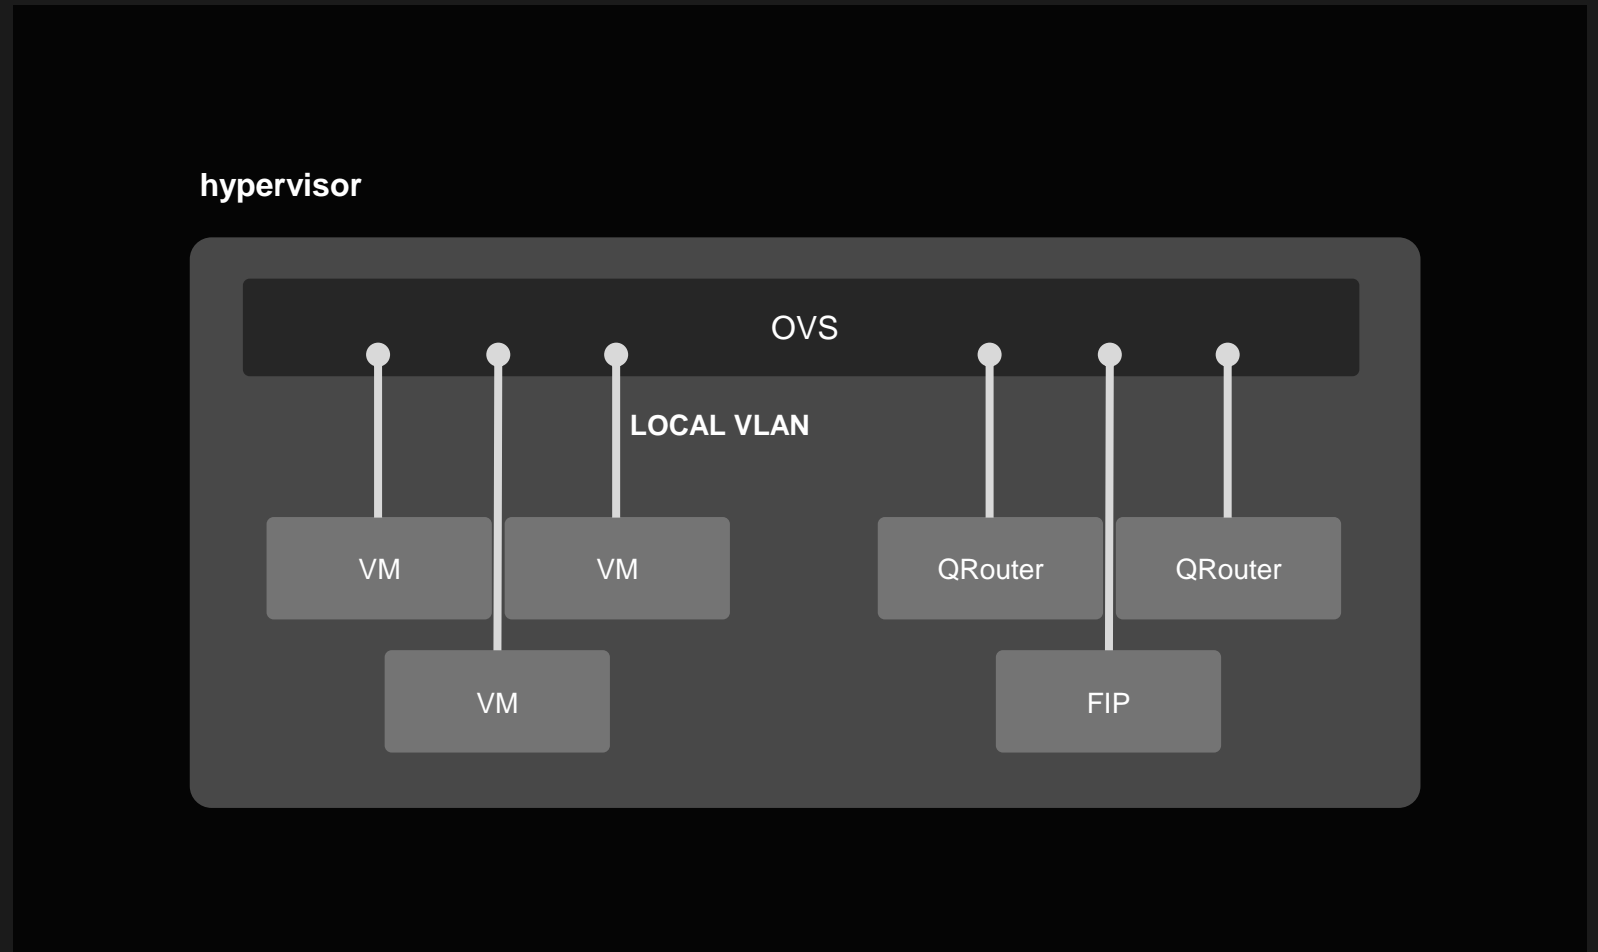 hypervisor
OVS
LOCAL VLAN
VM
VM
QRouter
QRouter
VM
FIP